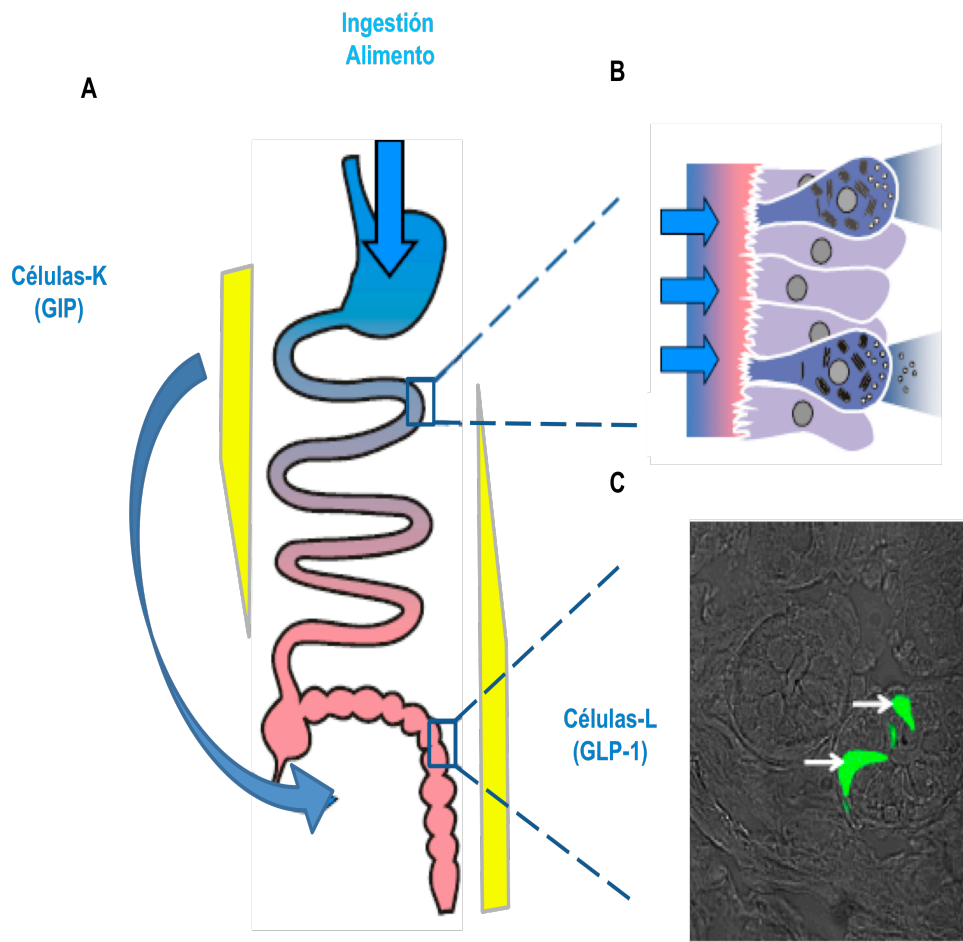 Ingestión
Alimento
A
B
Células-K
(GIP)
C
Células-L
(GLP-1)